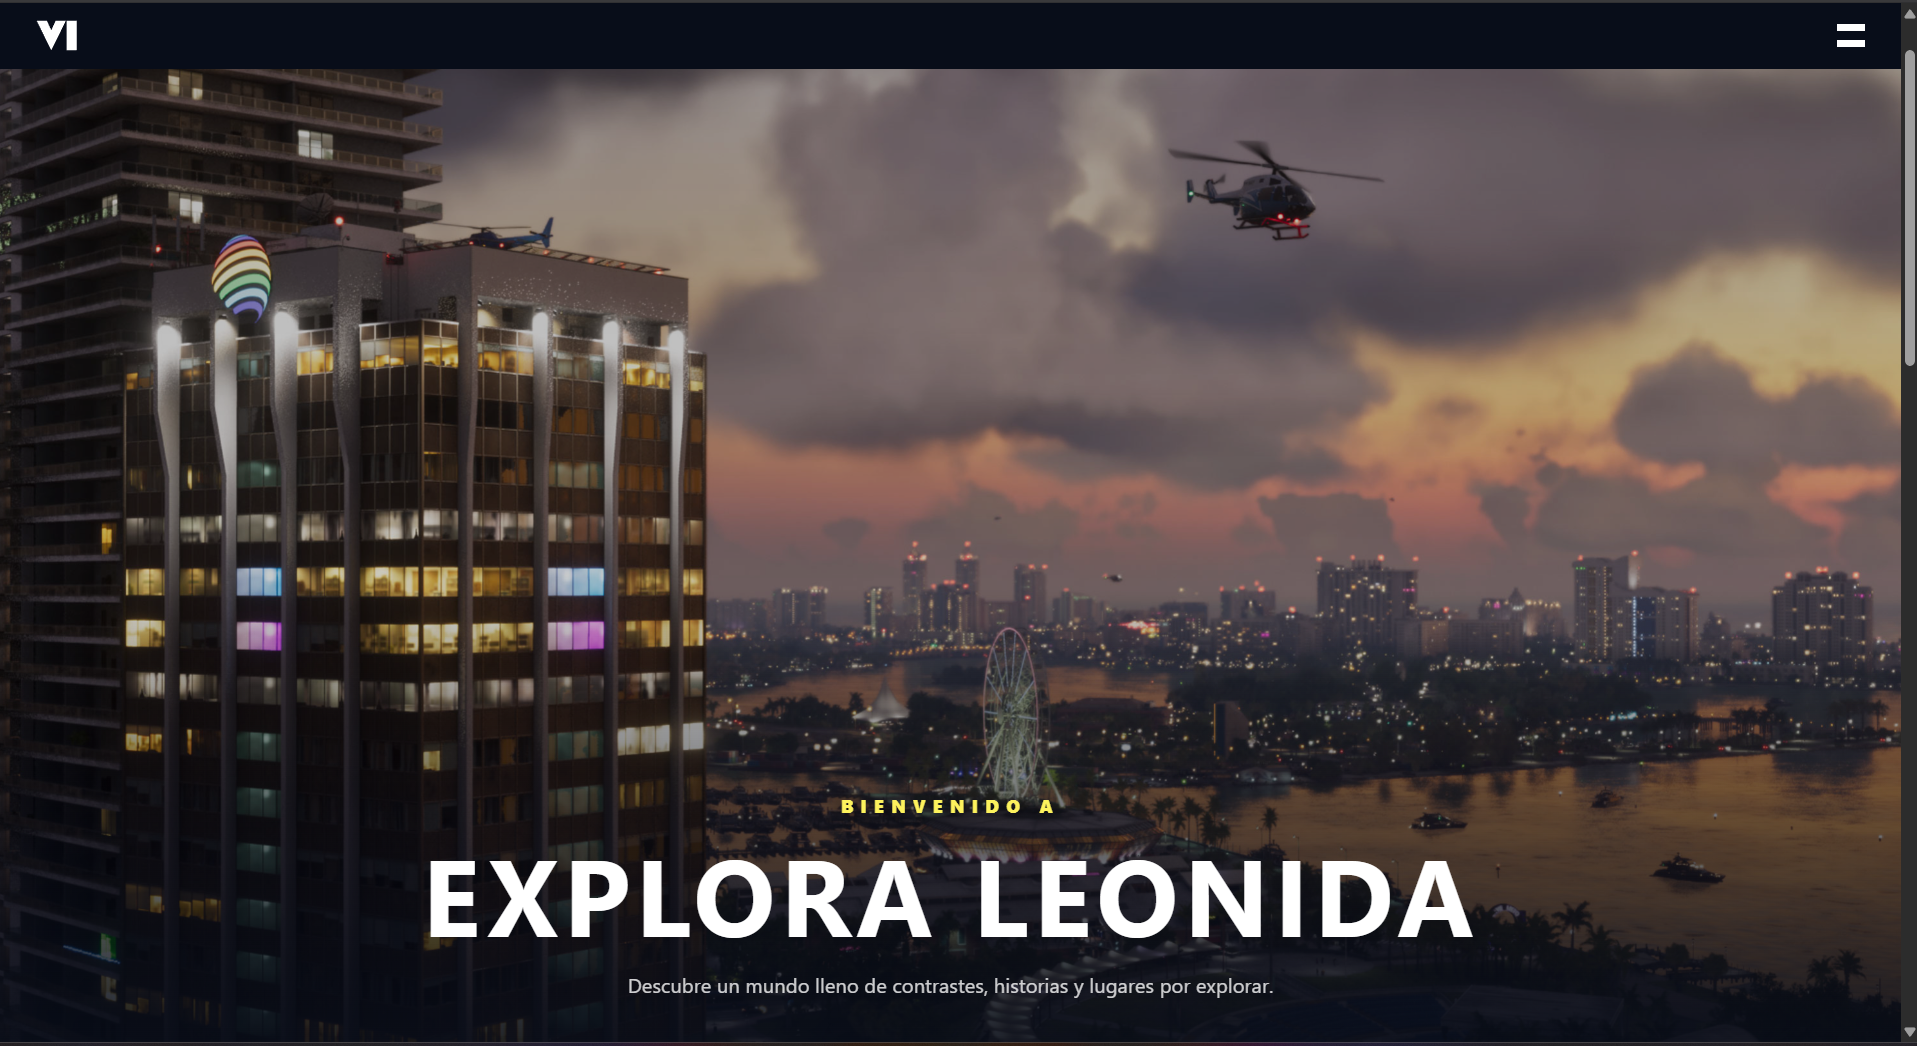 VI
BIENVENIDO A
EXPLORA LEONIDA
Descubre un mundo lleno de contrastes, historias y lugares por explorar.